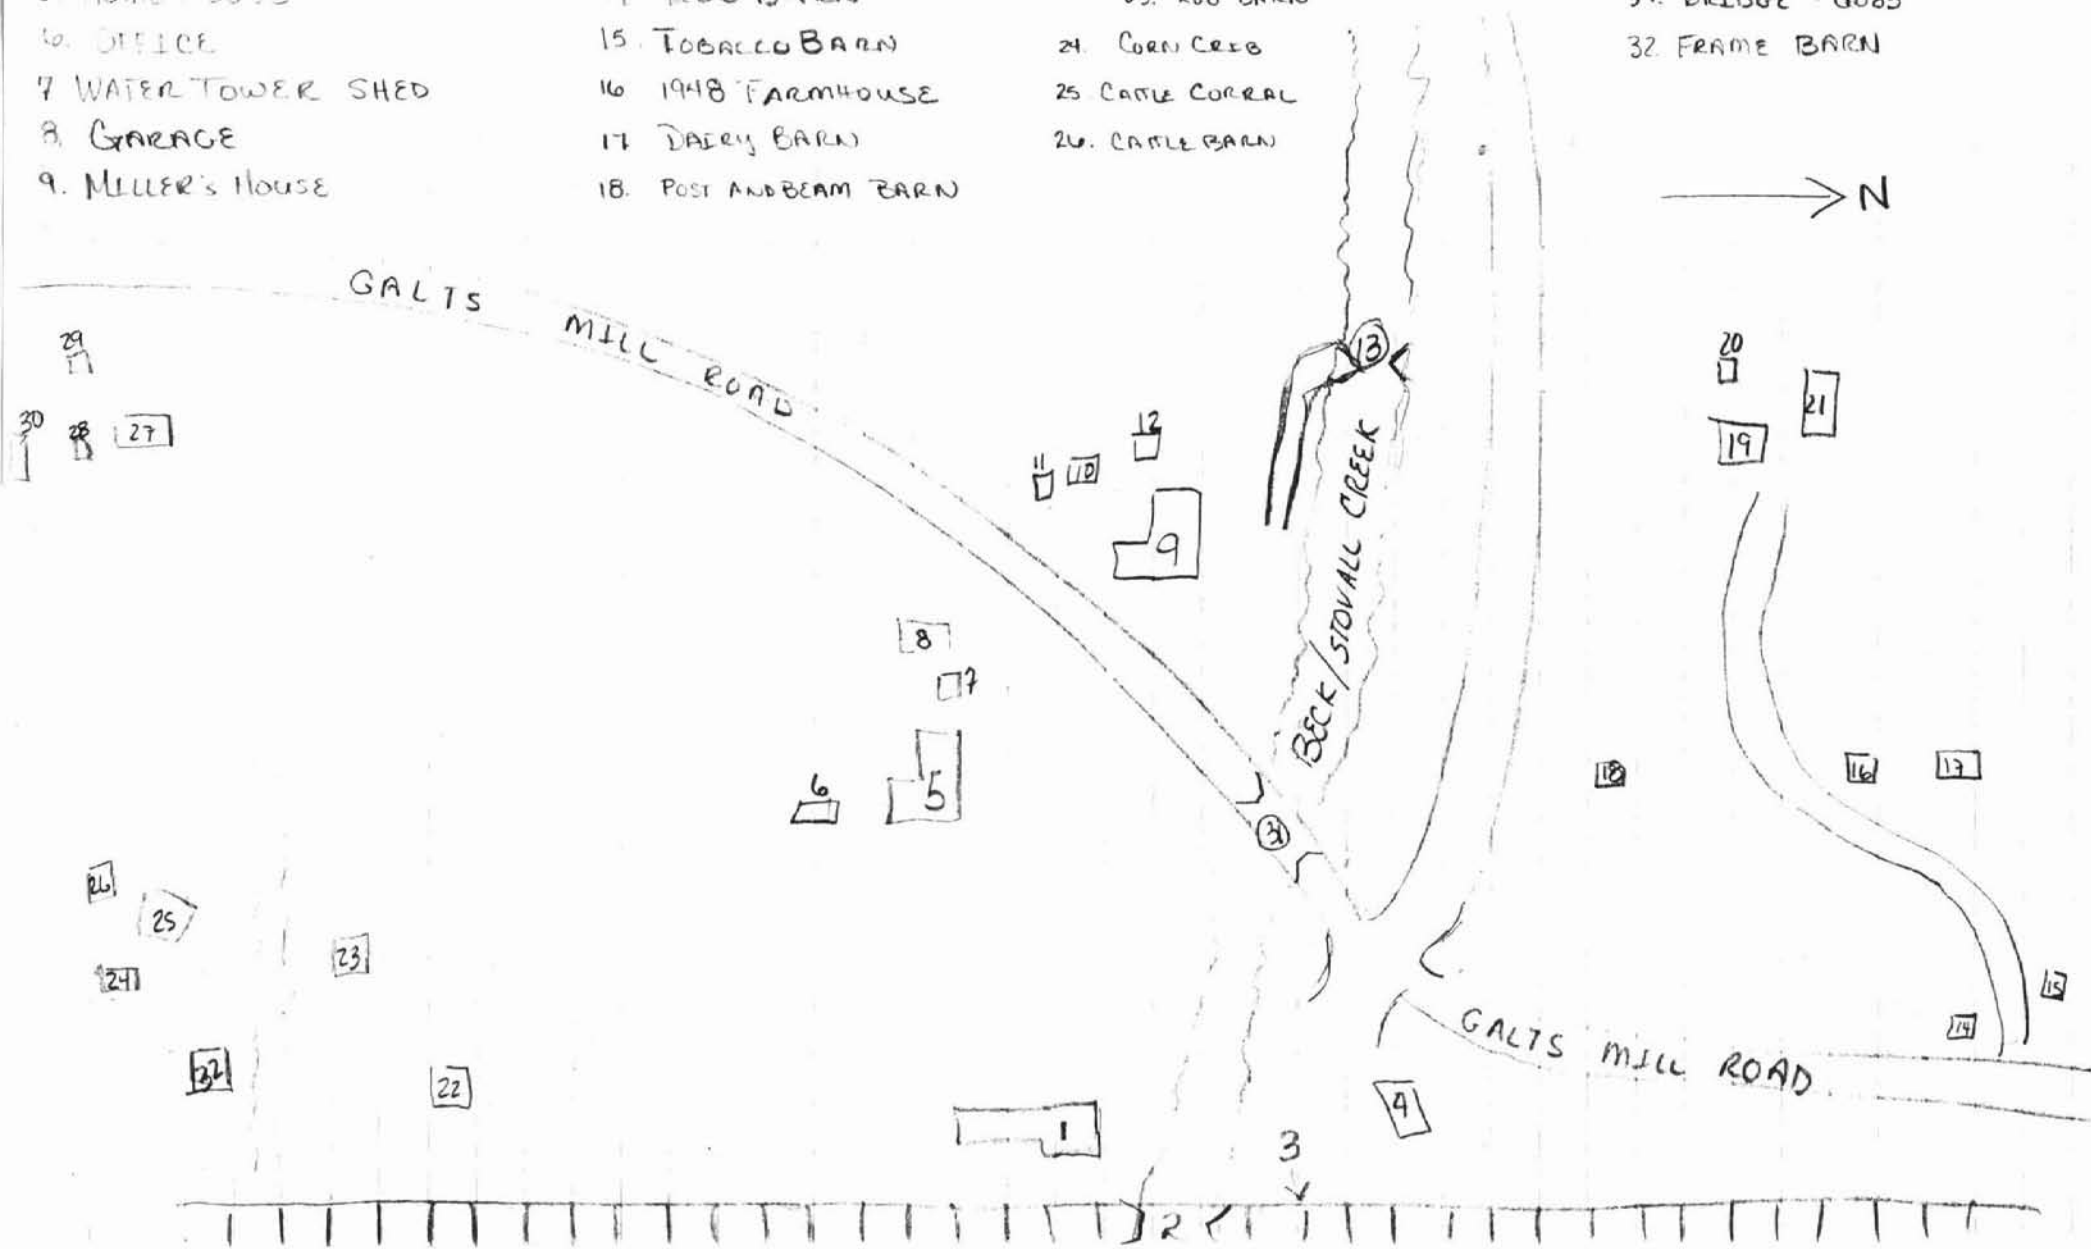 6. OFFICE
7 WATER TOWER SHED
8. GARAGE
9. MILLER'S HOUSE
15. TOBACCO BARN
16 1948 FARMHOUSE
17 DAIRY BARN
18. POST AND BEAM BARN
24. CORN CRIB
25 CATTLE CORRAL
26. CATTLE BARN
32. FRAME BARN
N
GALTS MILL ROAD
29
30
28
27
13
20
21
19
12
11
10
9
BECK/STOVALL CREEK
8
7
6
5
31
18
16
17
26
25
24
23
15
14
GALTS MILL ROAD
32
22
1
4
3
2